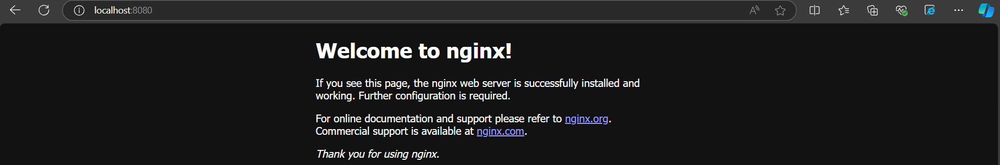 localhost:8080
Welcome to nginx!
If you see this page, the nginx web server is successfully installed and
working. Further configuration is required.
For online documentation and support please refer to nginx.org.
Commercial support is available at nginx.com.
Thank you for using nginx.